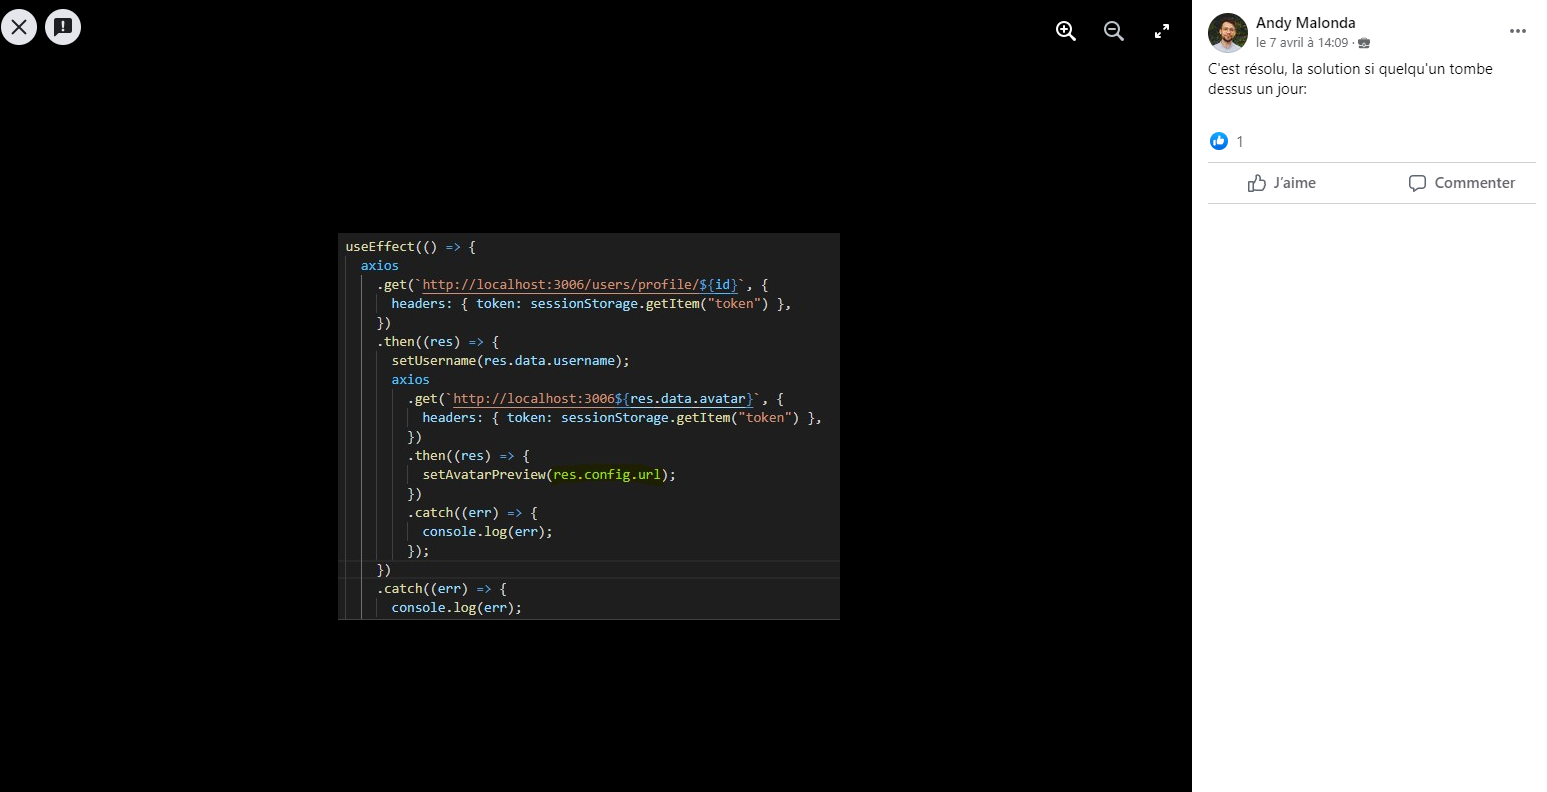 Andy Malonda
le 7 avril à 14:09 ·
C'est résolu, la solution si quelqu'un tombe
dessus un jour:
1
J'aime
Commenter
useEffect(() => {
axios
.get(`http://localhost:3006/users/profile/${id}`, {
headers: { token: sessionStorage.getItem("token") },
})
.then((res) => {
setUsername(res.data.username);
axios
.get(`http://localhost:3006${res.data.avatar}`, {
headers: { token: sessionStorage.getItem("token") },
})
.then((res) => {
setAvatarPreview(res.config.url);
})
.catch((err) => {
console.log(err);
});
})
.catch((err) => {
console.log(err);